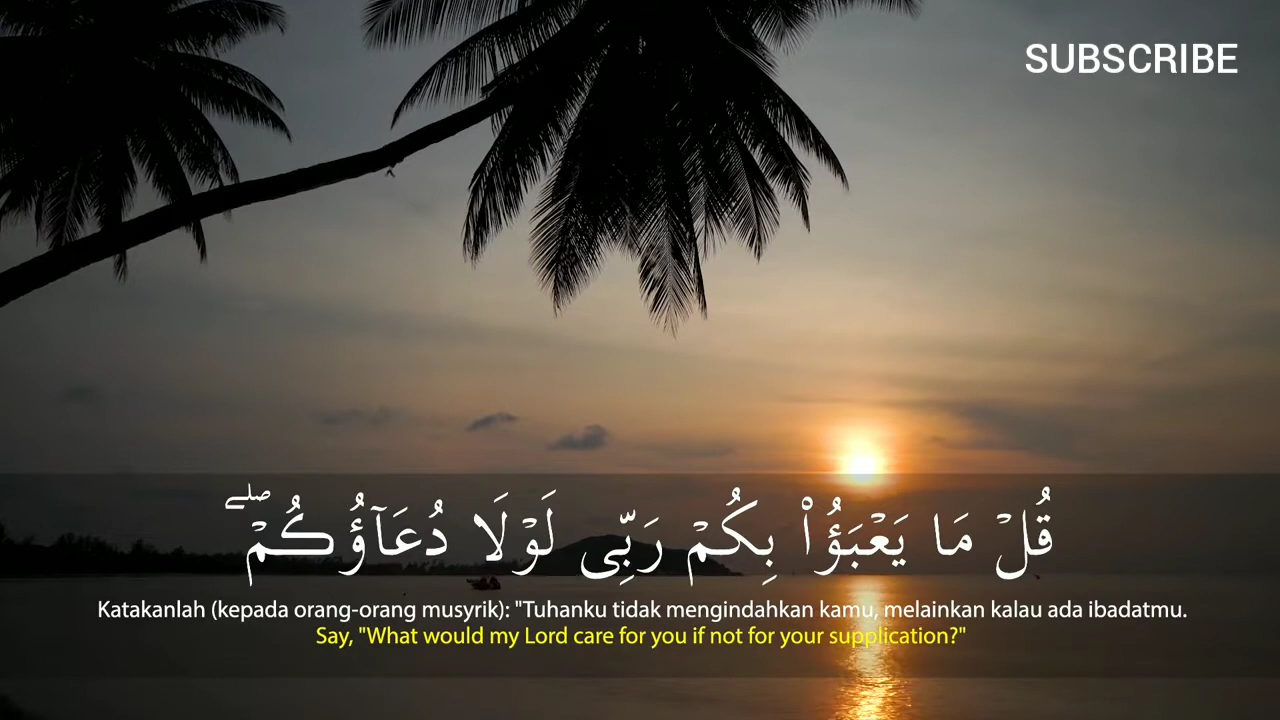 SUBSCRIBE
قُلْ مَا يَعْبَؤُا۟ بِكُمْ رَبِّى لَوْلَا دُعَآؤُكُمْ ۖ
Katakanlah (kepada orang-orang musyrik): "Tuhanku tidak mengindahkan kamu, melainkan kalau ada ibadatmu.
Say, "What would my Lord care for you if not for your supplication?"